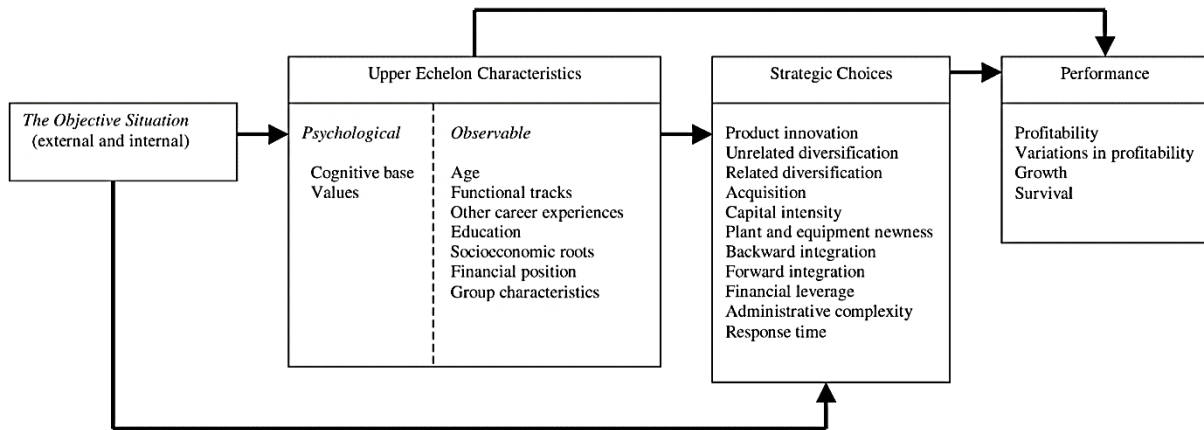 The Objective Situation
(external and internal)
Upper Echelon Characteristics
Psychological
Cognitive base
Values
Observable
Age
Functional tracks
Other career experiences
Education
Socioeconomic roots
Financial position
Group characteristics
Strategic Choices
Product innovation
Unrelated diversification
Related diversification
Acquisition
Capital intensity
Plant and equipment newness
Backward integration
Forward integration
Financial leverage
Administrative complexity
Response time
Performance
Profitability
Variations in profitability
Growth
Survival